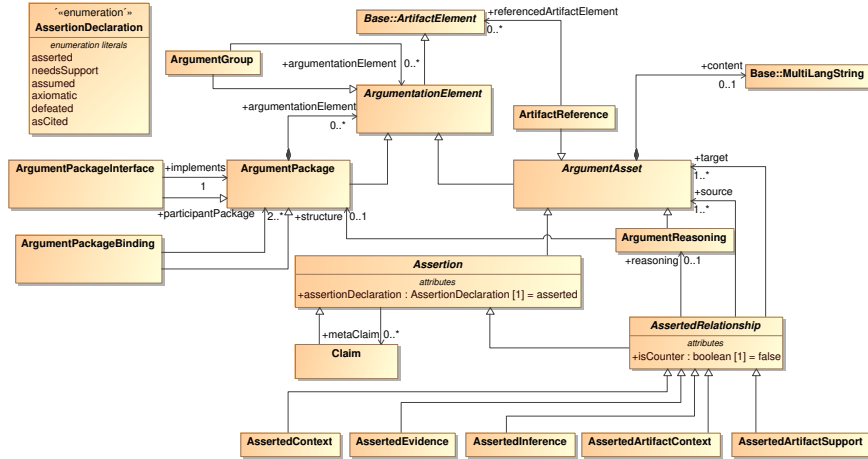 ´«enumeration´»
AssertionDeclaration
enumeration literals
asserted
needsSupport
assumed
axiomatic
defeated
asCited
Base::ArtifactElement
+referencedArtifactElement
0..*
ArgumentGroup
+argumentationElement
0..*
ArgumentationElement
+content
0..1
Base::MultiLangString
+argumentationElement
0..*
ArtifactReference
ArgumentPackageInterface
+implements
1
ArgumentPackage
ArgumentAsset
+target
1..*
+source
1..*
+participantPackage
2..*
+structure
0..1
ArgumentPackageBinding
ArgumentReasoning
+reasoning
0..1
Assertion
attributes
+assertionDeclaration : AssertionDeclaration [1] = asserted
+metaClaim
0..*
Claim
AssertedRelationship
attributes
+isCounter : boolean [1] = false
AssertedContext
AssertedEvidence
AssertedInference
AssertedArtifactContext
AssertedArtifactSupport